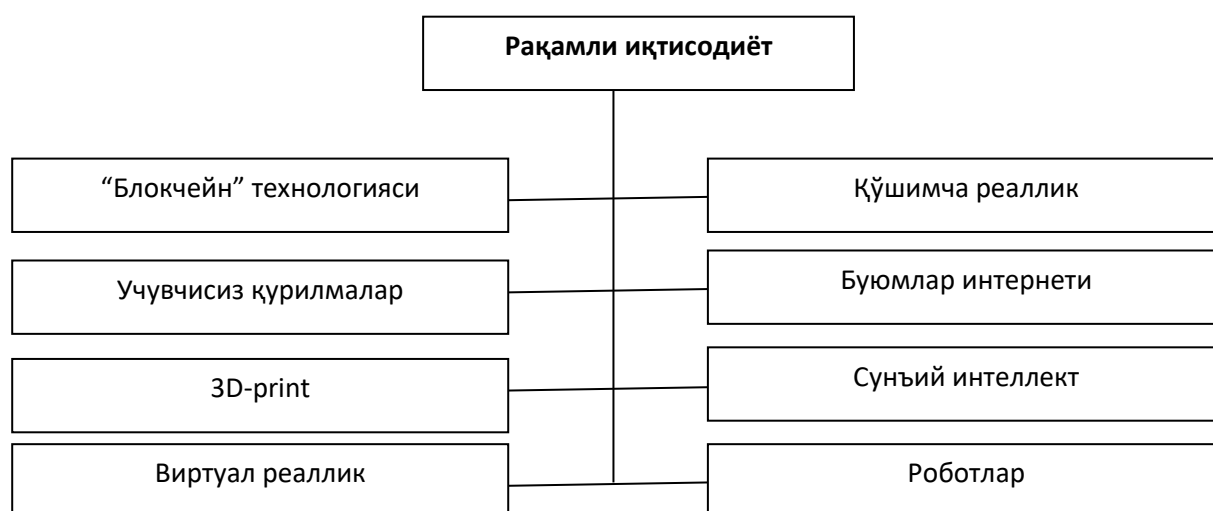 Рақамли иқтисодиёт
“Блокчейн” технологияси
Қўшимча реаллик
Учувчисиз қурилмалар
Буюмлар интернети
3D-print
Сунъий интеллект
Виртуал реаллик
Роботлар